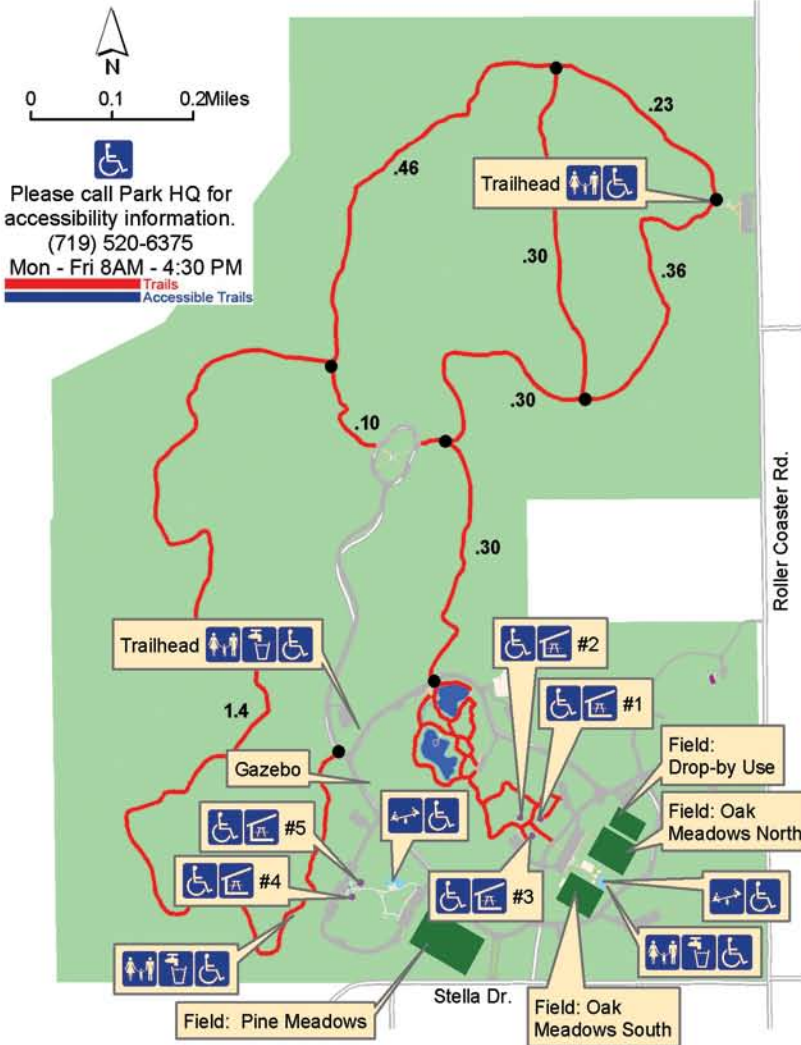 N
0 0.1 0.2Miles
Please call Park HQ for
accessibility information.
(719) 520-6375
Mon - Fri 8AM - 4:30 PM
Trails
Accessible Trails
.23
.46
Trailhead
.30
.36
.30
.10
Roller Coaster Rd.
.30
#2
Trailhead
#1
1.4
Field:
Drop-by Use
Gazebo
Field: Oak
Meadows North
#5
#4
#3
Stella Dr.
Field: Pine Meadows
Field: Oak
Meadows South